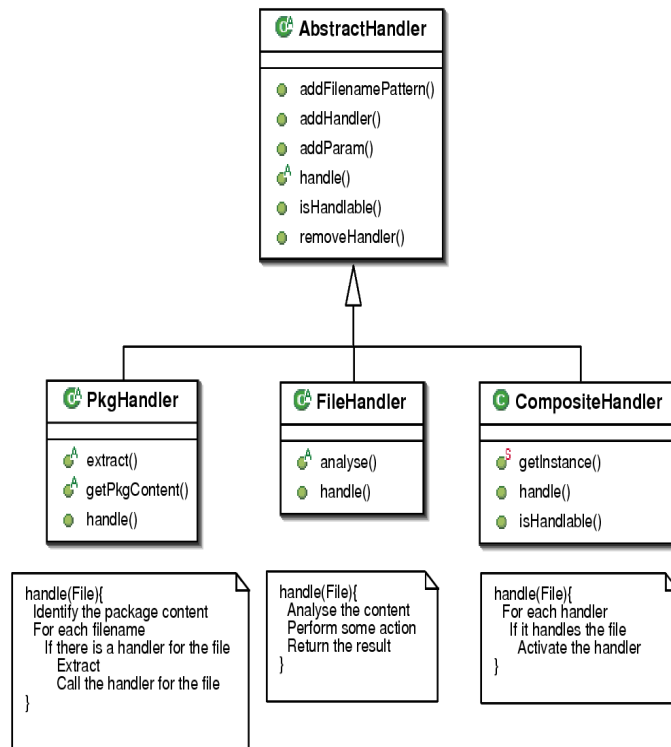 AbstractHandler
addFilenamePattern()
addHandler()
addParam()
handle()
isHandlable()
removeHandler()
PkgHandler
extract()
getPkgContent()
handle()
FileHandler
analyse()
handle()
CompositeHandler
getInstance()
handle()
isHandlable()
handle(File){
Identify the package content
For each filename
If there is a handler for the file
Extract
Call the handler for the file
}
handle(File){
Analyse the content
Perform some action
Return the result
}
handle(File){
For each handler
If it handles the file
Activate the handler
}